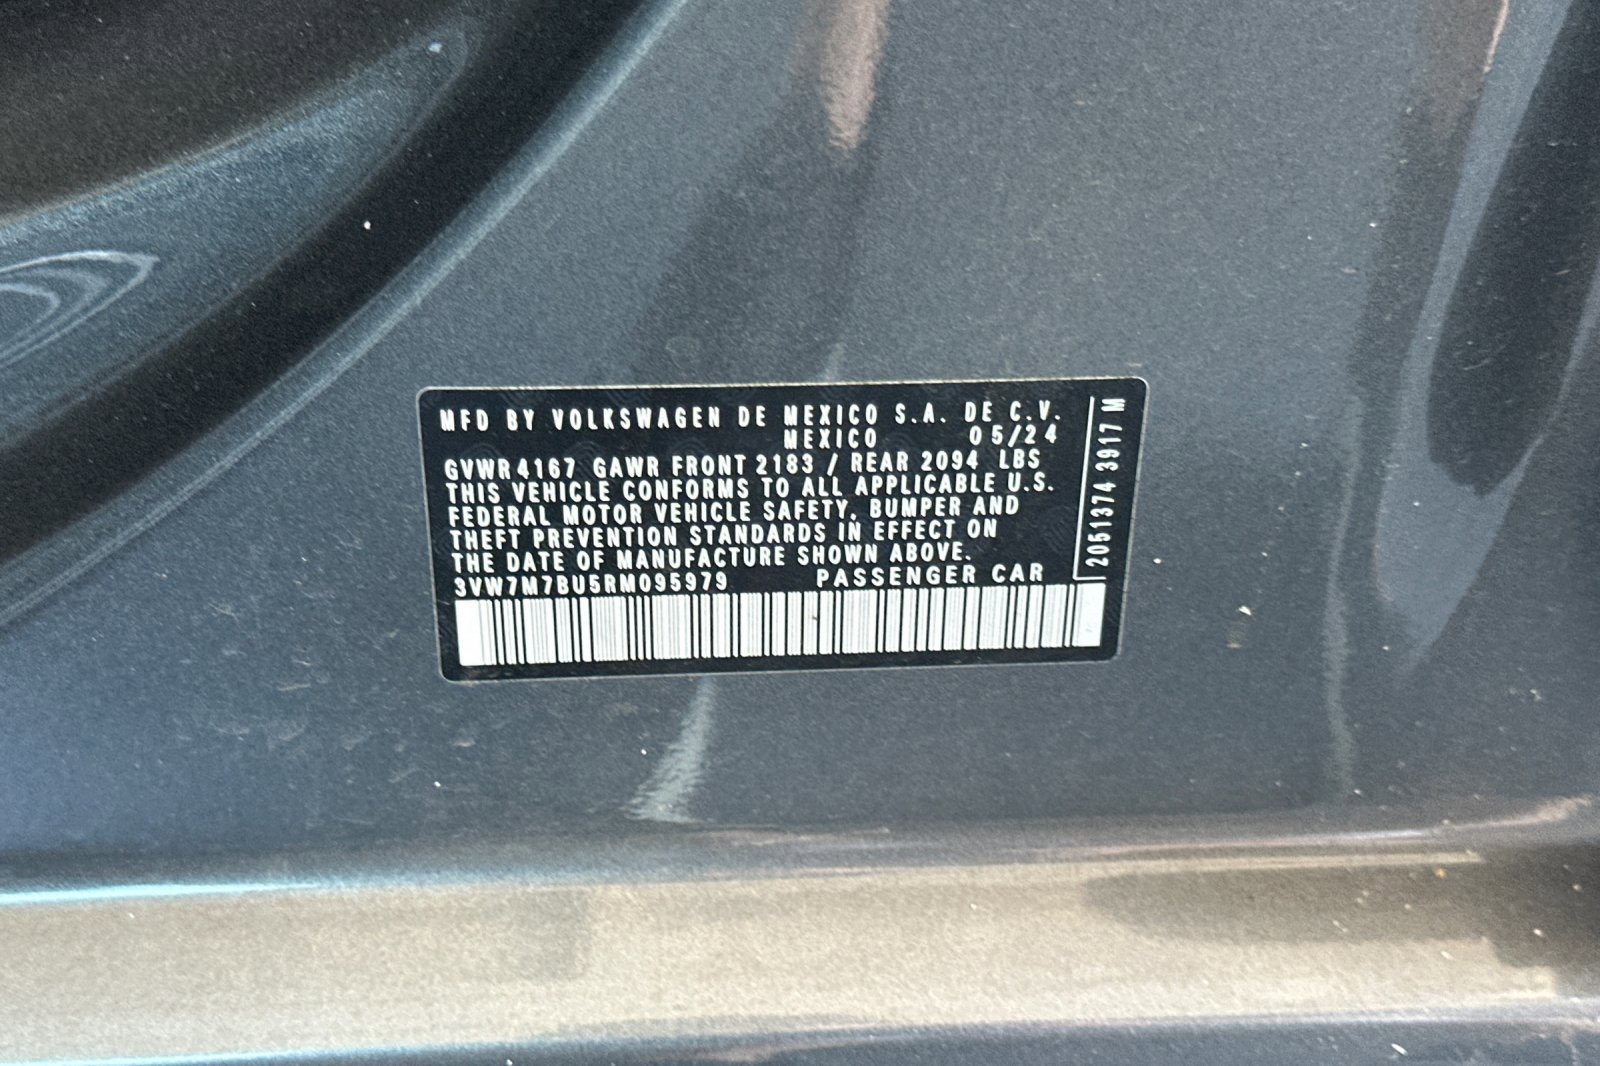 MFD BY VOLKSWAGEN DE MEXICO S.A. DE C.V.
MEXICO 05/24
GVWR 4167 GAWR FRONT 2183 / REAR 2094 LBS
THIS VEHICLE CONFORMS TO ALL APPLICABLE U.S.
FEDERAL MOTOR VEHICLE SAFETY, BUMPER AND
THEFT PREVENTION STANDARDS IN EFFECT ON
THE DATE OF MANUFACTURE SHOWN ABOVE.
3VW7M7BU5RM095979 PASSENGER CAR
2051374 3917 M